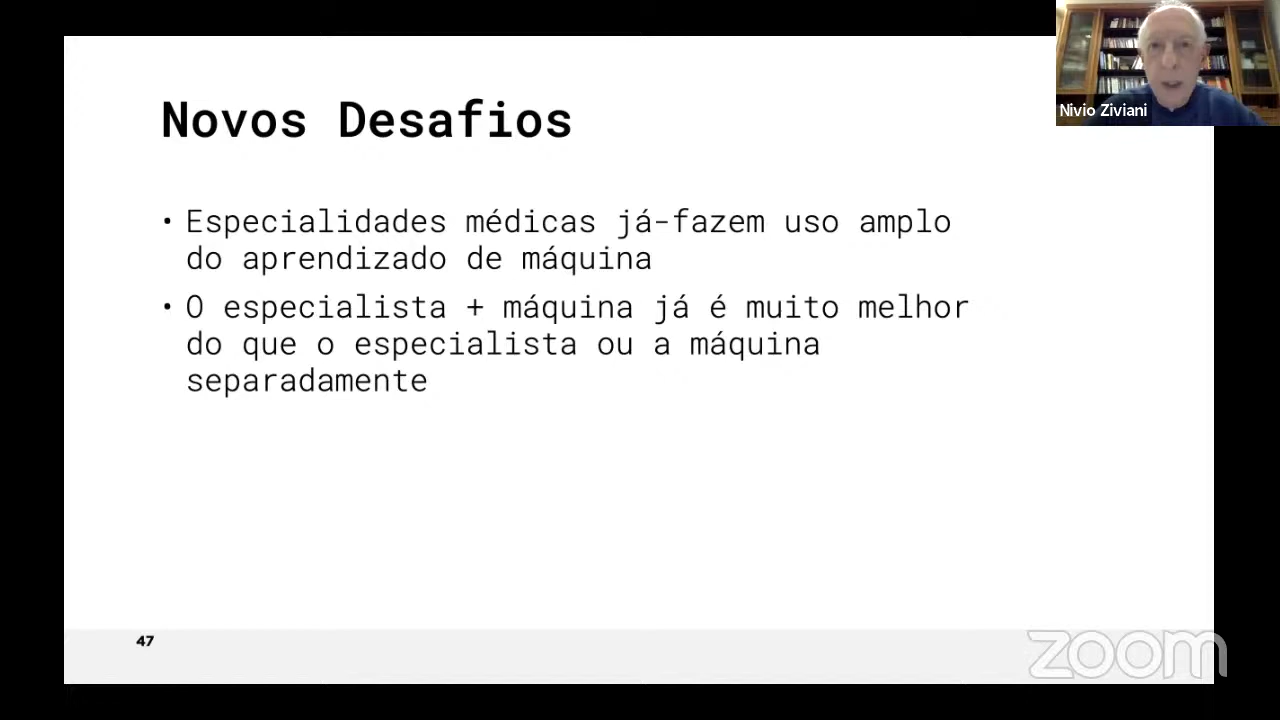 Nivio Ziviani
Novos Desafios
• Especialidades médicas já-fazem uso amplo
do aprendizado de máquina
• O especialista + máquina já é muito melhor
do que o especialista ou a máquina
separadamente
47
zoom